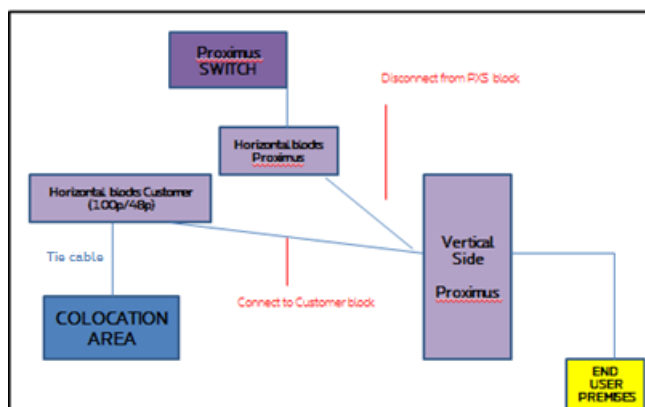 Proximus
SWITCH
Disconnect from PXS block
Horizontal blocks
Proximus
Horizontal blocks Customer
(100p/48p)
Tie cable
Vertical
Side
Proximus
Connect to Customer block
COLOCATION
AREA
END
USER
PREMISES